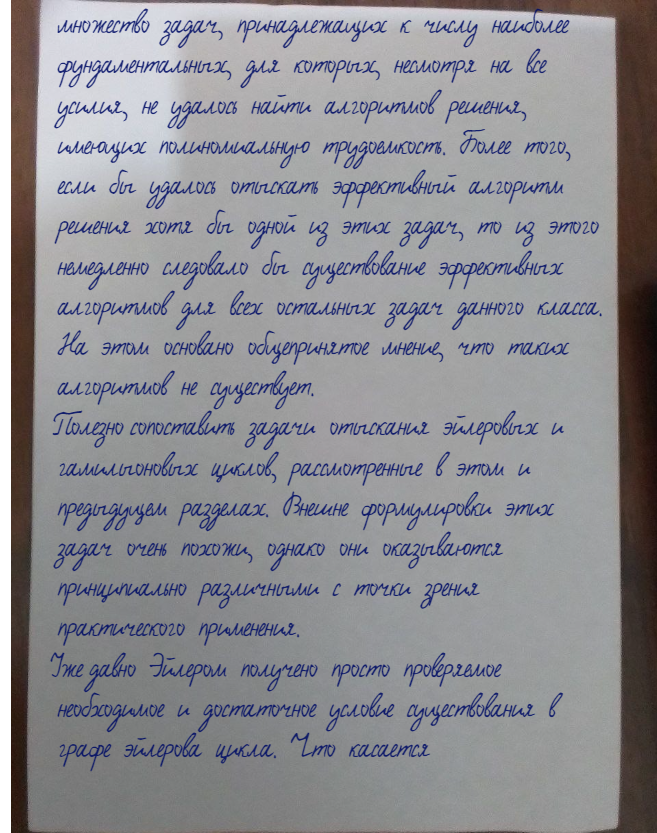 множество задач, принадлежащих к числу наиболее
фундаментальных, для которых, несмотря на все
усилия, не удалось найти алгоритмов решения,
имеющих полиномиальную трудоемкость. Более того,
если бы удалось отыскать эффективный алгоритм
решения хотя бы одной из этих задач, то из этого
немедленно следовало бы существование эффективных
алгоритмов для всех остальных задач данного класса.
На этом основано общепринятое мнение, что таких
алгоритмов не существует.
Полезно сопоставить задачи отыскания эйлеровых и
гамильтоновых циклов, рассмотренные в этом и
предыдущем разделах. Внешне формулировки этих
задач очень похожи, однако они оказываются
принципиально различными с точки зрения
практического применения.
Уже давно Эйлером получено просто проверяемое
необходимое и достаточное условие существования в
графе эйлерова цикла. Что касается